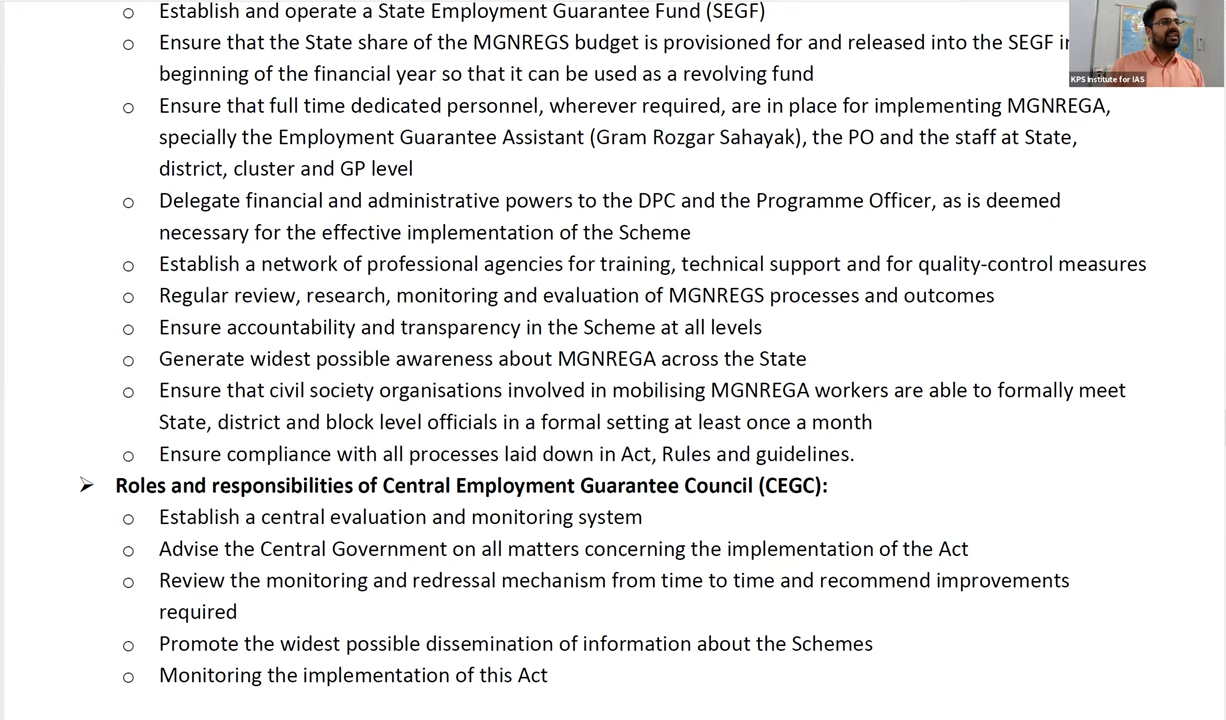 o Establish and operate a State Employment Guarantee Fund (SEGF)
o Ensure that the State share of the MGNREGS budget is provisioned for and released into the SEGF in
beginning of the financial year so that it can be used as a revolving fund
KPS Institute for IAS
o Ensure that full time dedicated personnel, wherever required, are in place for implementing MGNREGA,
specially the Employment Guarantee Assistant (Gram Rozgar Sahayak), the PO and the staff at State,
district, cluster and GP level
o Delegate financial and administrative powers to the DPC and the Programme Officer, as is deemed
necessary for the effective implementation of the Scheme
o Establish a network of professional agencies for training, technical support and for quality-control measures
o Regular review, research, monitoring and evaluation of MGNREGS processes and outcomes
o Ensure accountability and transparency in the Scheme at all levels
o Generate widest possible awareness about MGNREGA across the State
o Ensure that civil society organisations involved in mobilising MGNREGA workers are able to formally meet
State, district and block level officials in a formal setting at least once a month
o Ensure compliance with all processes laid down in Act, Rules and guidelines.
➢ Roles and responsibilities of Central Employment Guarantee Council (CEGC):
o Establish a central evaluation and monitoring system
o Advise the Central Government on all matters concerning the implementation of the Act
o Review the monitoring and redressal mechanism from time to time and recommend improvements
required
o Promote the widest possible dissemination of information about the Schemes
o Monitoring the implementation of this Act